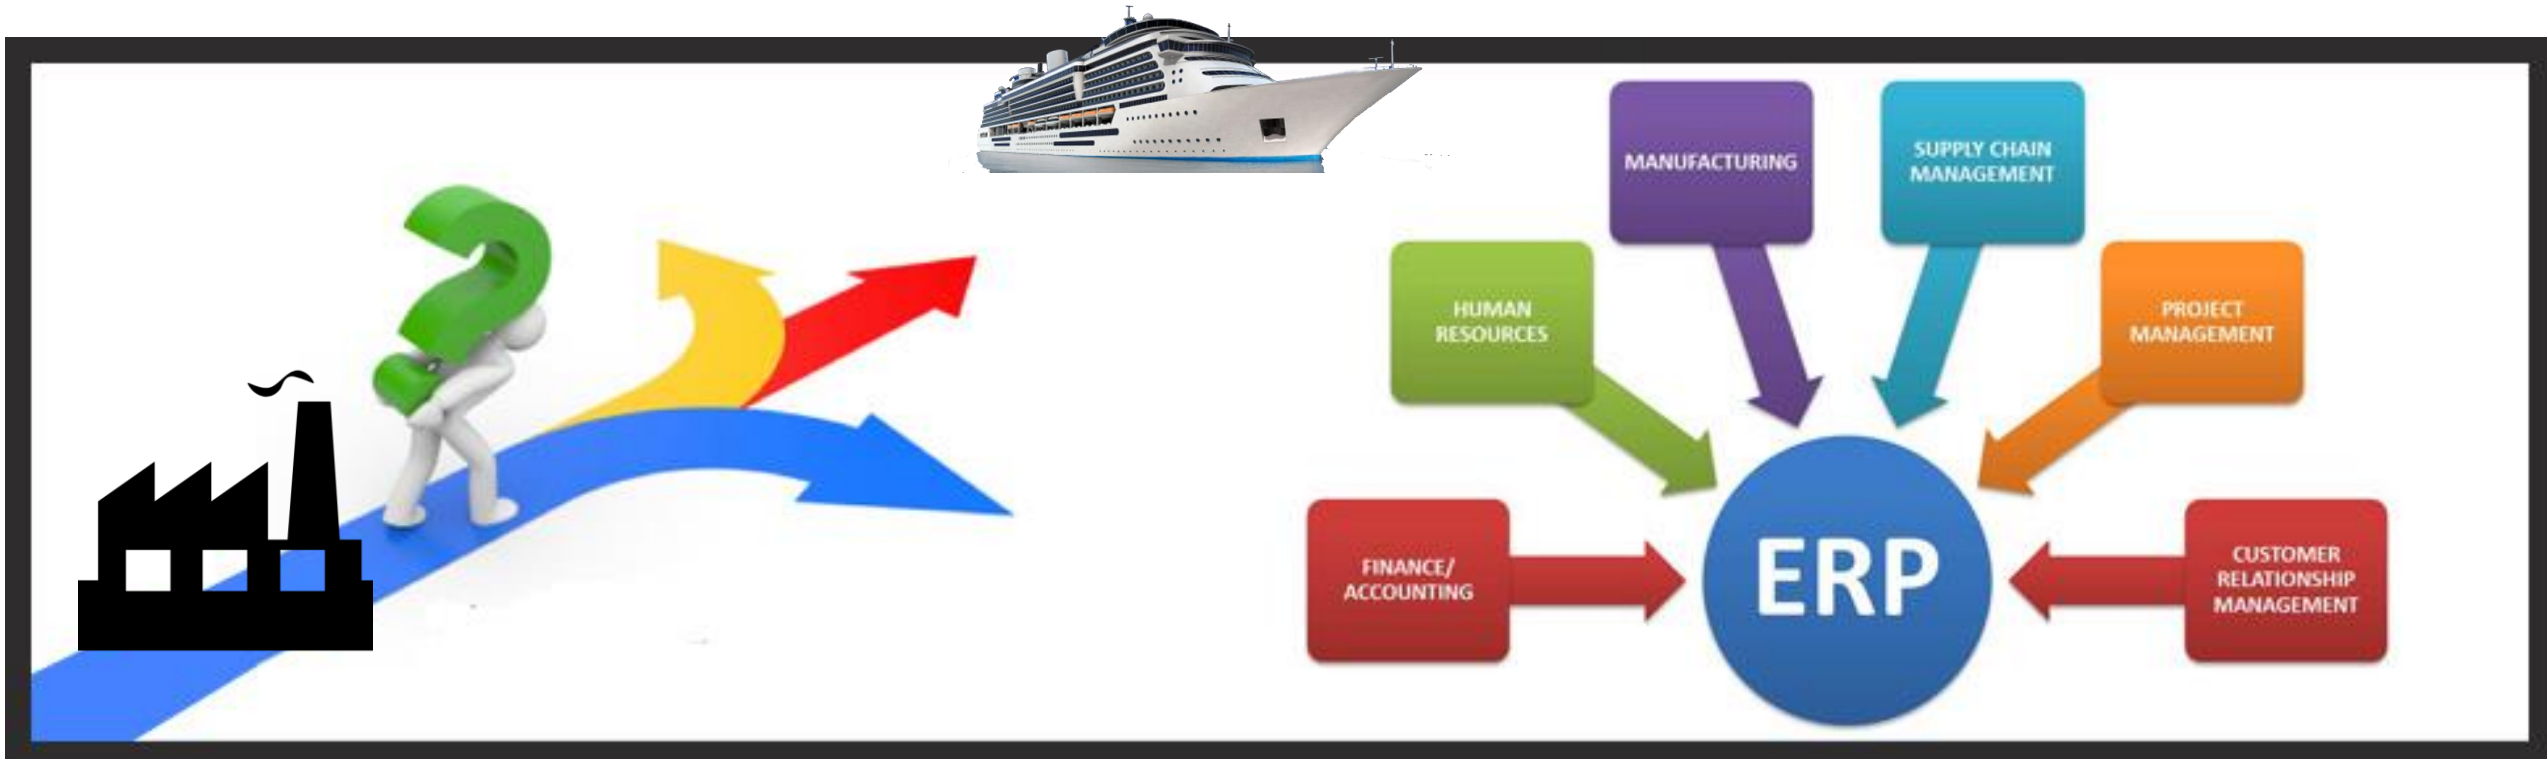 MANUFACTURING
SUPPLY CHAIN
MANAGEMENT
HUMAN
RESOURCES
PROJECT
MANAGEMENT
FINANCE/
ACCOUNTING
ERP
CUSTOMER
RELATIONSHIP
MANAGEMENT